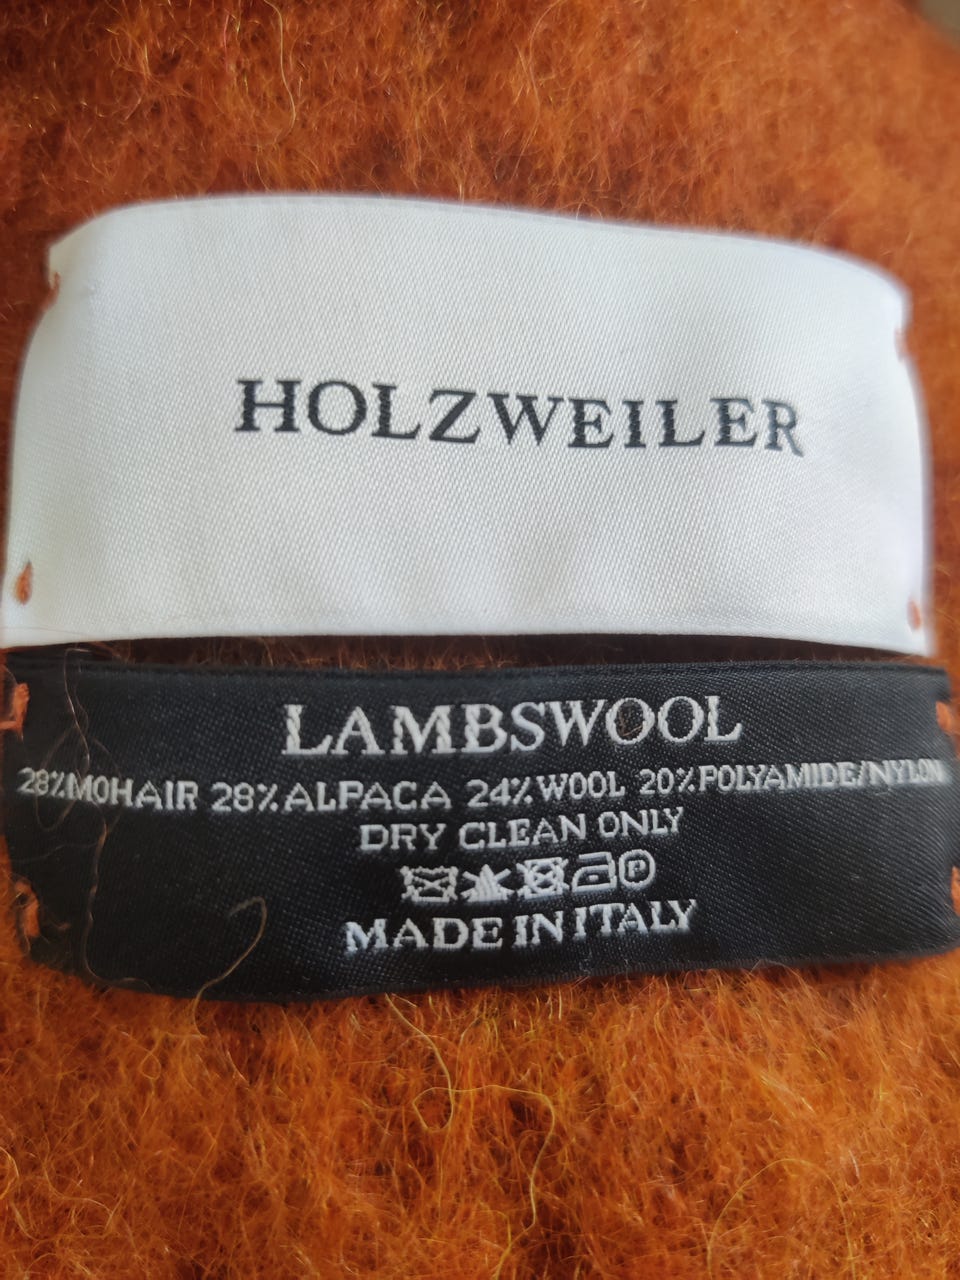 HOLZWEILER
LAMBSWOOL
28%MOHAIR 28%ALPACA 24%WOOL 20%POLYAMIDE/NYLON
DRY CLEAN ONLY
P
MADE IN ITALY